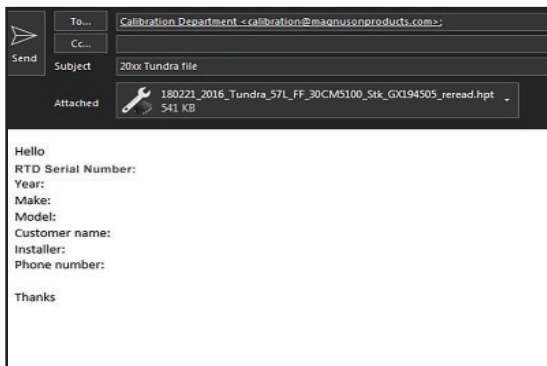 To...
Calibration Department <calibration@magnusonproducts.com>;
Cc...
Send
Subject
20xx Tundra file
Attached
180221_2016_Tundra_57L_FF_30CM5100_Stk_GX194505_reread.hpt
541 KB
Hello
RTD Serial Number:
Year:
Make:
Model:
Customer name:
Installer:
Phone number:
Thanks